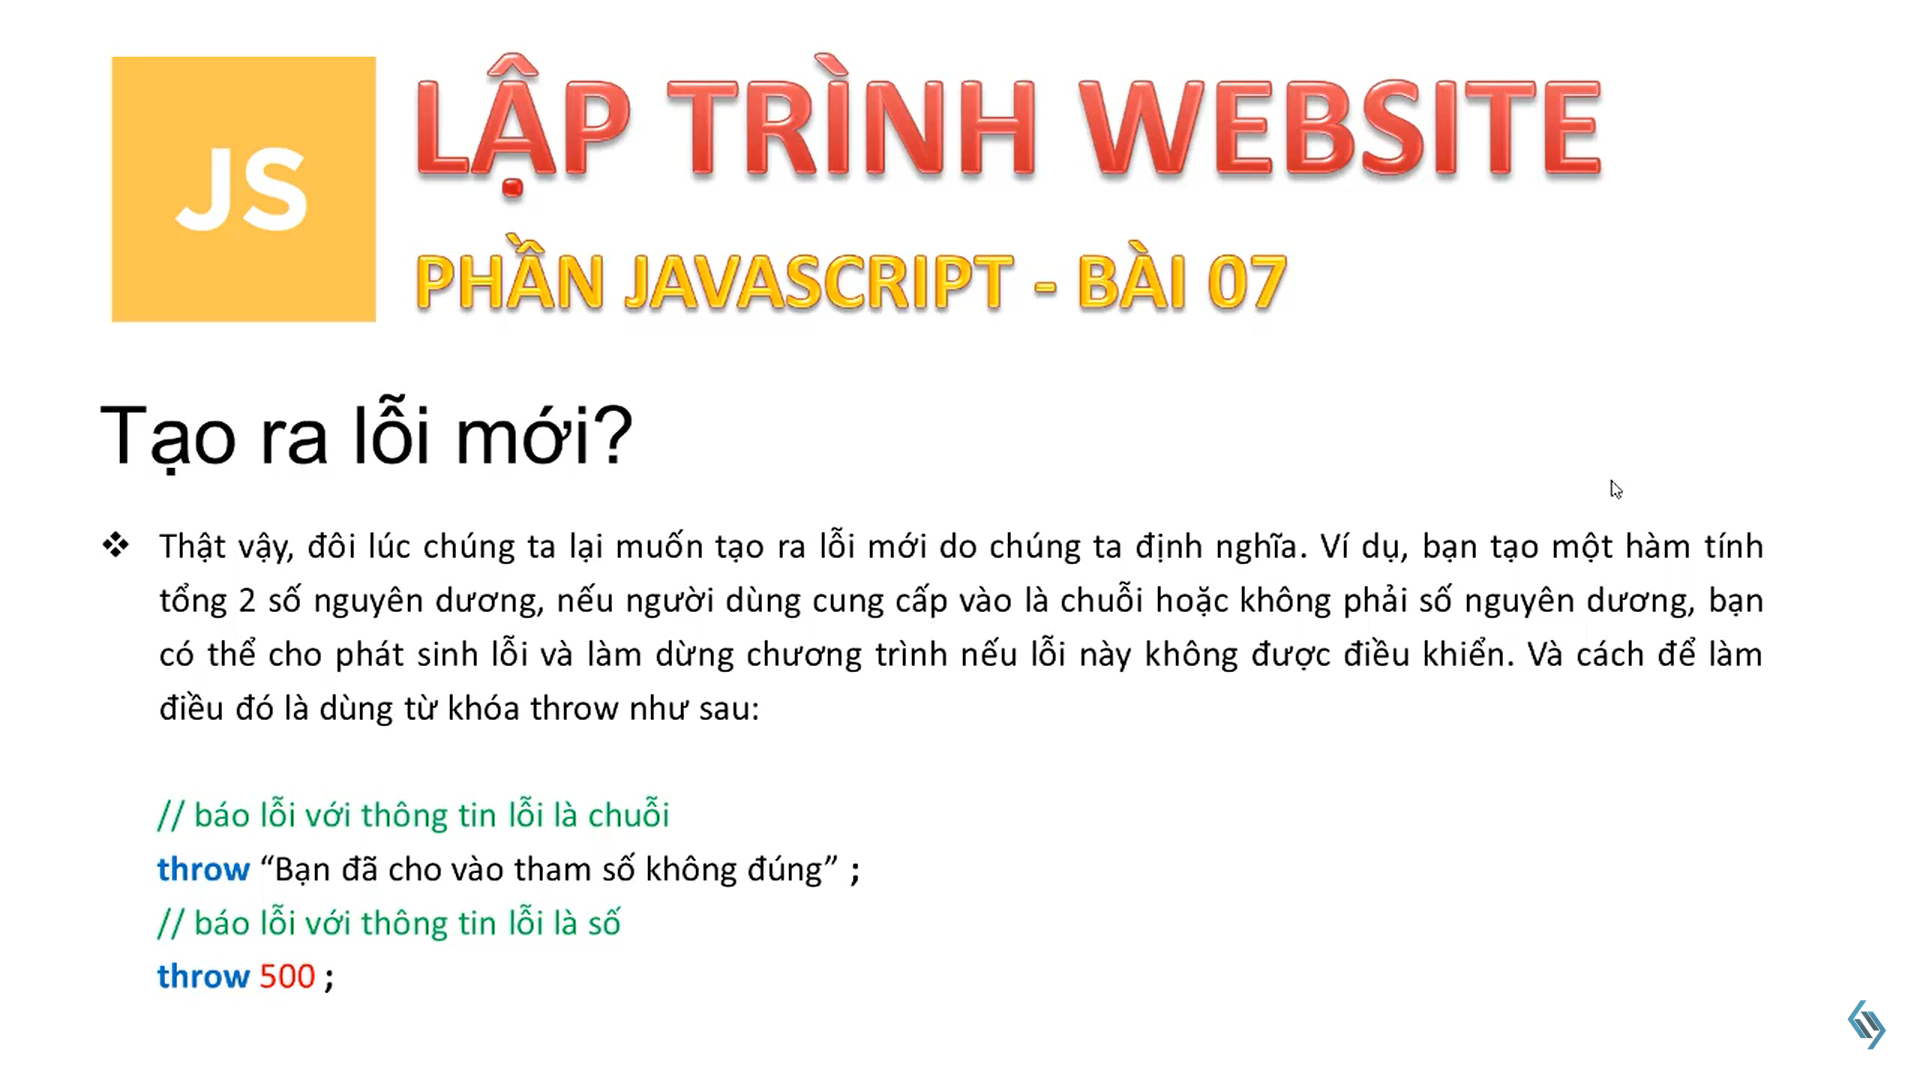 JS
LẬP TRÌNH WEBSITE
PHẦN JAVASCRIPT - BÀI 07
Tạo ra lỗi mới?
❖ Thật vậy, đôi lúc chúng ta lại muốn tạo ra lỗi mới do chúng ta định nghĩa. Ví dụ, bạn tạo một hàm tính
tổng 2 số nguyên dương, nếu người dùng cung cấp vào là chuỗi hoặc không phải số nguyên dương, bạn
có thể cho phát sinh lỗi và làm dừng chương trình nếu lỗi này không được điều khiển. Và cách để làm
điều đó là dùng từ khóa throw như sau:
// báo lỗi với thông tin lỗi là chuỗi
throw “Bạn đã cho vào tham số không đúng” ;
// báo lỗi với thông tin lỗi là số
throw 500 ;